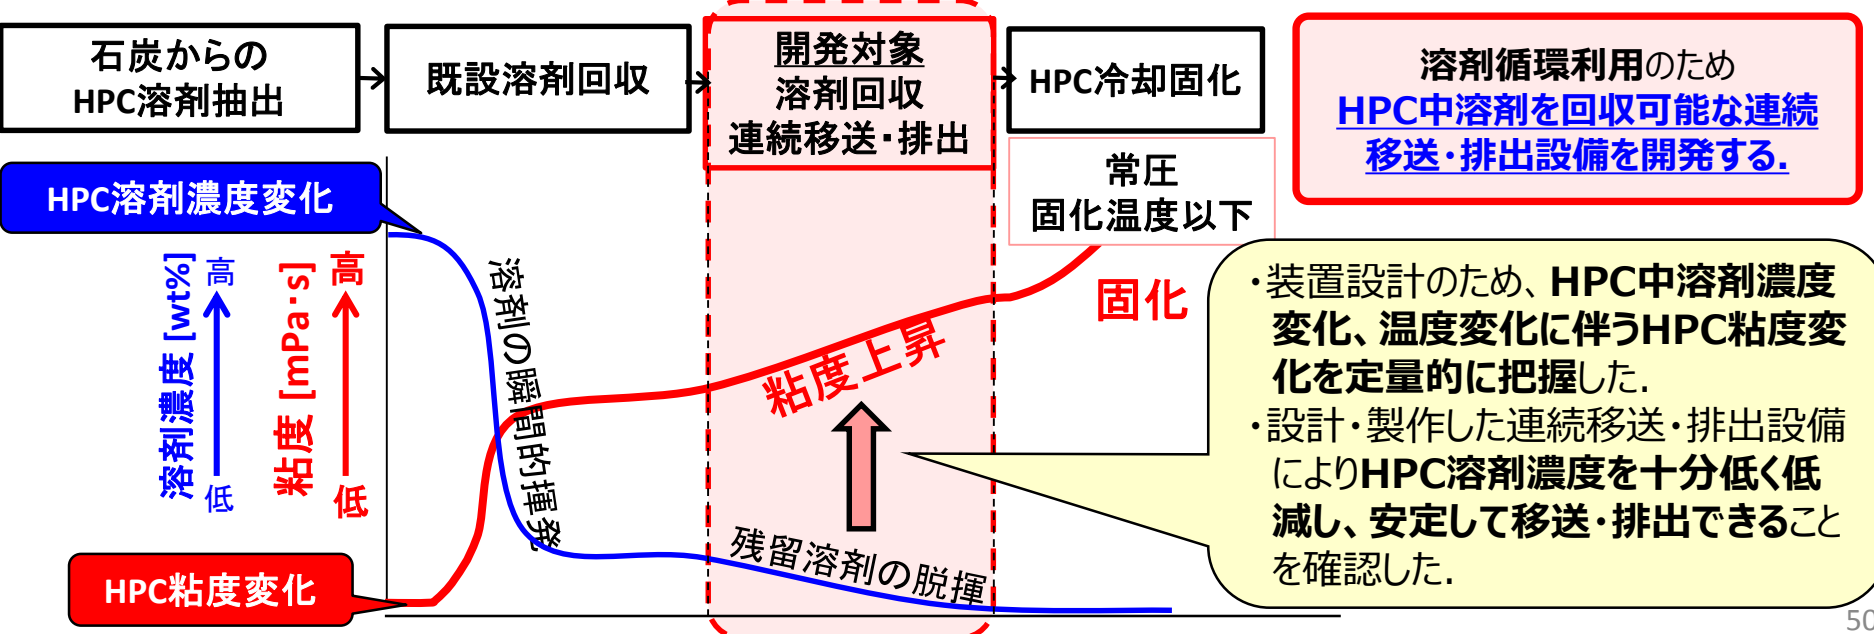 石炭からの
HPC溶剤抽出
既設溶剤回収
開発対象
溶剤回収
連続移送・排出
HPC冷却固化
溶剤循環利用のため
HPC中溶剤を回収可能な連続
移送・排出設備を開発する.
常圧
固化温度以下
HPC溶剤濃度変化
溶剤濃度 [wt%]
高
低
粘度 [mPa・s]
高
低
溶剤の瞬間的揮発
粘度上昇
固化
残留溶剤の脱揮
HPC粘度変化
・装置設計のため、HPC中溶剤濃度
変化、温度変化に伴うHPC粘度変
化を定量的に把握した.
・設計・製作した連続移送・排出設備
によりHPC溶剤濃度を十分低く低
減し、安定して移送・排出できること
を確認した.
50